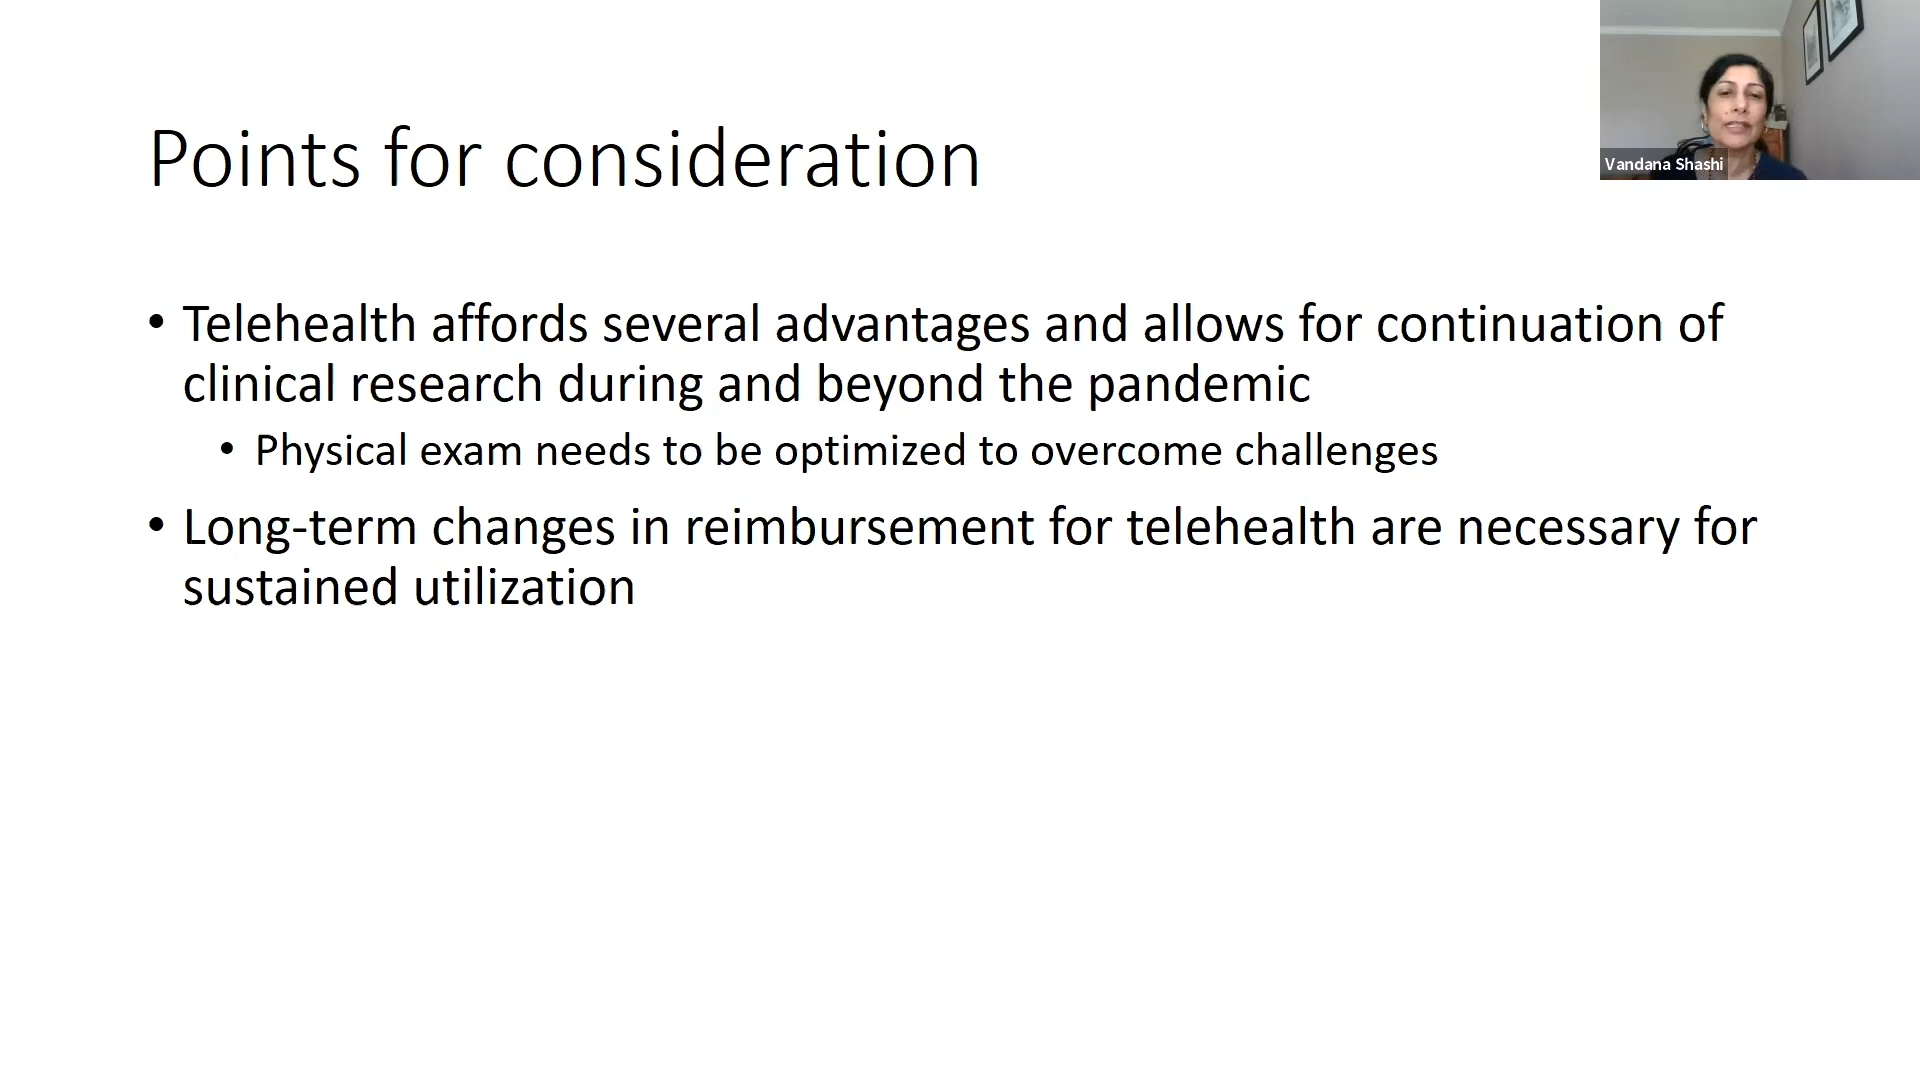 Points for consideration
Vandana Shashi
• Telehealth affords several advantages and allows for continuation of
clinical research during and beyond the pandemic
• Physical exam needs to be optimized to overcome challenges
• Long-term changes in reimbursement for telehealth are necessary for
sustained utilization